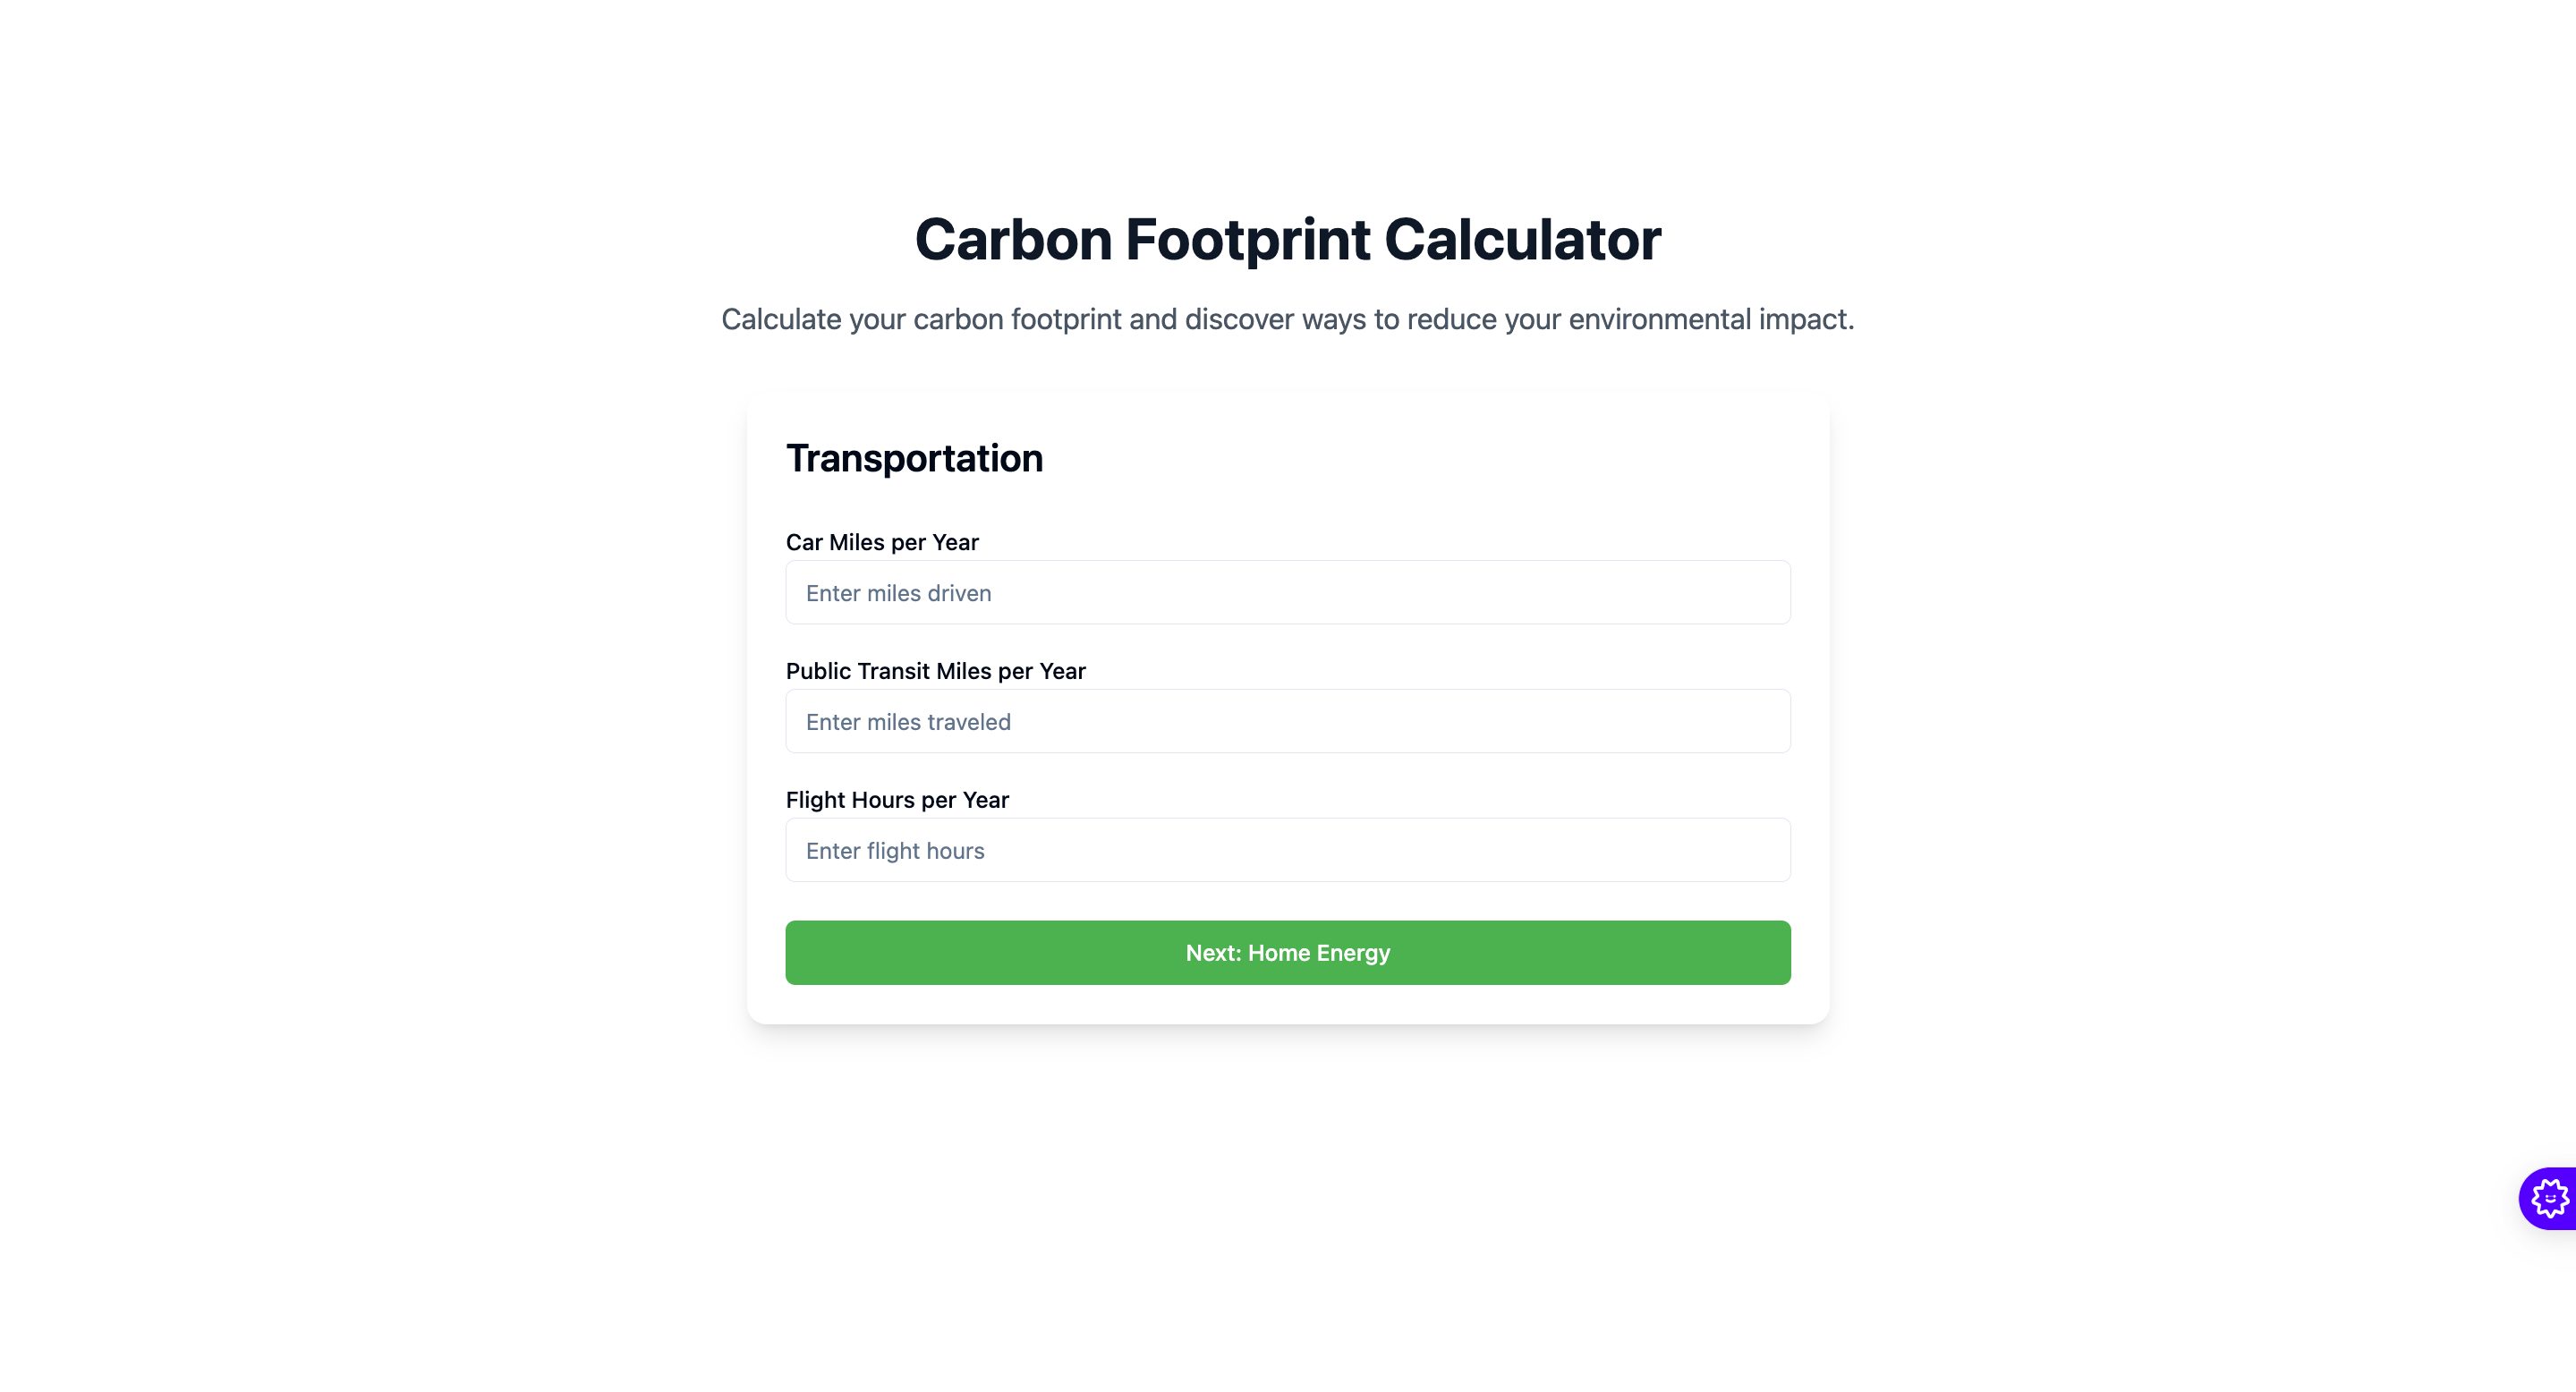 Carbon Footprint Calculator
Calculate your carbon footprint and discover ways to reduce your environmental impact.
Transportation
Car Miles per Year
Enter miles driven
Public Transit Miles per Year
Enter miles traveled
Flight Hours per Year
Enter flight hours
Next: Home Energy